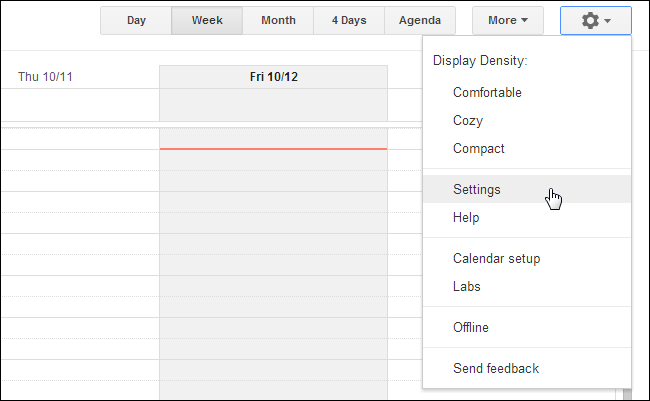 Day Week Month 4 Days Agenda More
Display Density:
Thu 10/11 Fri 10/12
Comfortable
Cozy
Compact
Settings
Help
Calendar setup
Labs
Offline
Send feedback